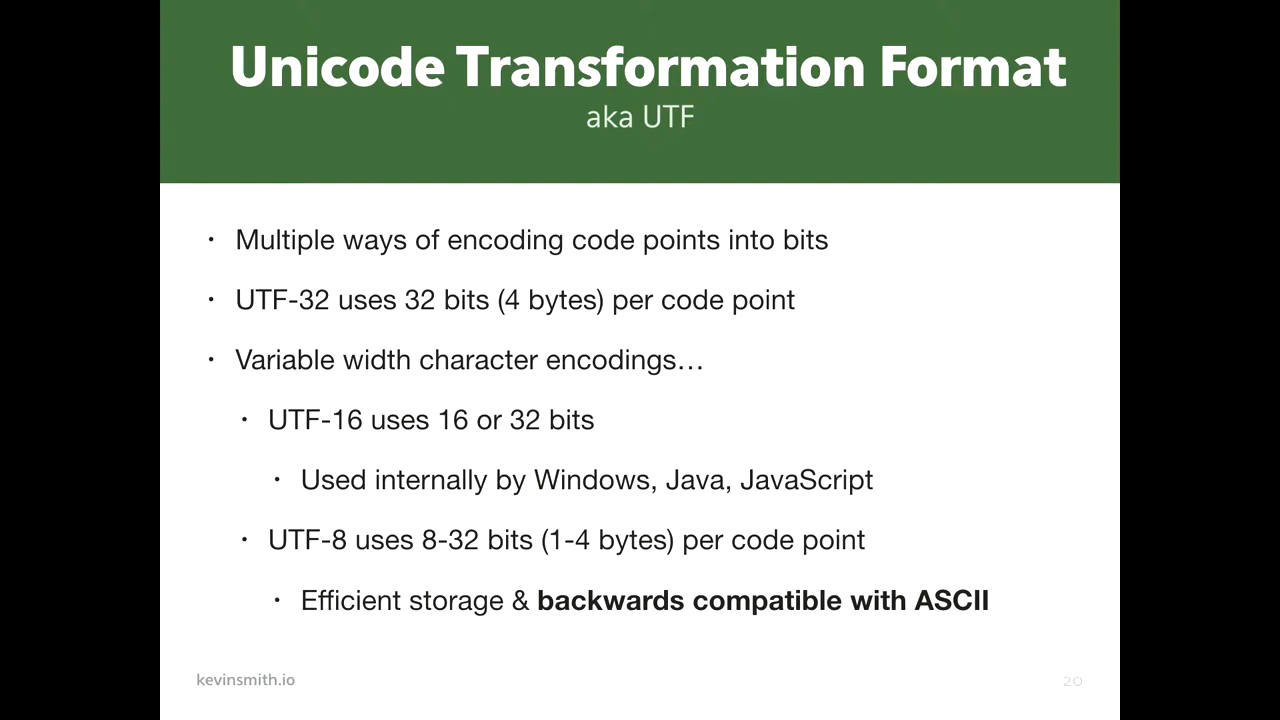 Unicode Transformation Format
aka UTF
• Multiple ways of encoding code points into bits
• UTF-32 uses 32 bits (4 bytes) per code point
• Variable width character encodings…
• UTF-16 uses 16 or 32 bits
• Used internally by Windows, Java, JavaScript
• UTF-8 uses 8-32 bits (1-4 bytes) per code point
• Efficient storage & backwards compatible with ASCII
kevinsmith.io
20